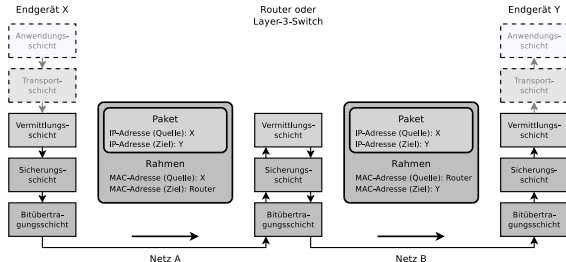 Endgerät X
Router oder
Layer-3-Switch
Endgerät Y
Anwendungs-
schicht
Transport-
schicht
Vermittlungs-
schicht
Sicherungs-
schicht
Bitübertra-
gungsschicht
Paket
IP-Adresse (Quelle): X
IP-Adresse (Ziel): Y
Rahmen
MAC-Adresse (Quelle): X
MAC-Adresse (Ziel): Router
Vermittlungs-
schicht
Sicherungs-
schicht
Bitübertra-
gungsschicht
Paket
IP-Adresse (Quelle): X
IP-Adresse (Ziel): Y
Rahmen
MAC-Adresse (Quelle): Router
MAC-Adresse (Ziel): Y
Anwendungs-
schicht
Transport-
schicht
Vermittlungs-
schicht
Sicherungs-
schicht
Bitübertra-
gungsschicht
Netz A
Netz B